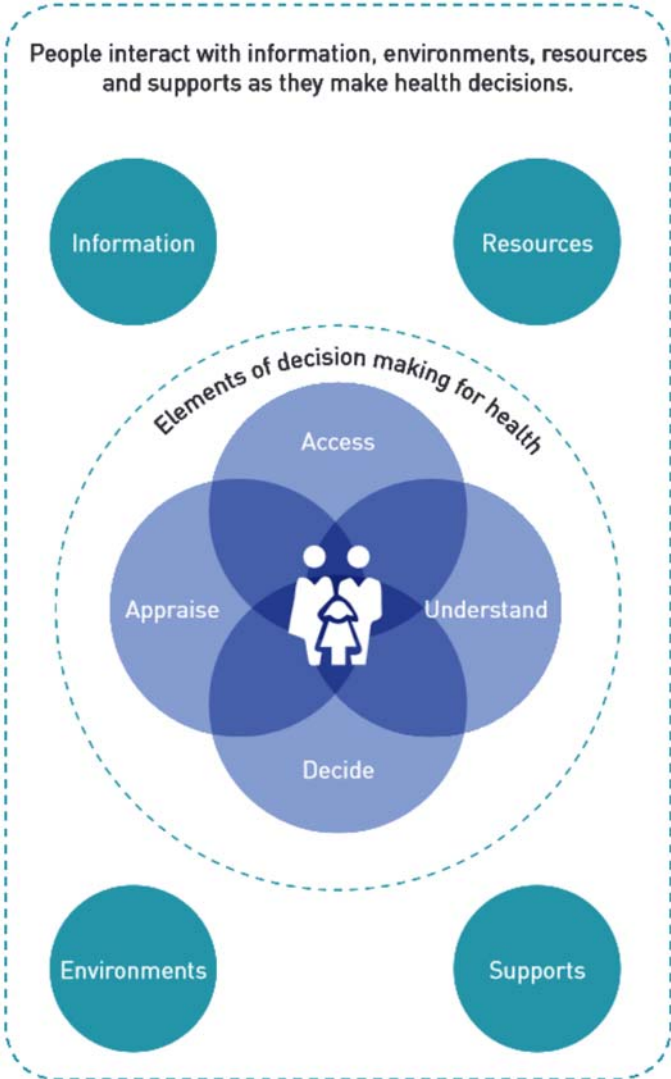 People interact with information, environments, resources
and supports as they make health decisions.
Information
Resources
Elements of decision making for health
Access
Appraise
Understand
Decide
Environments
Supports